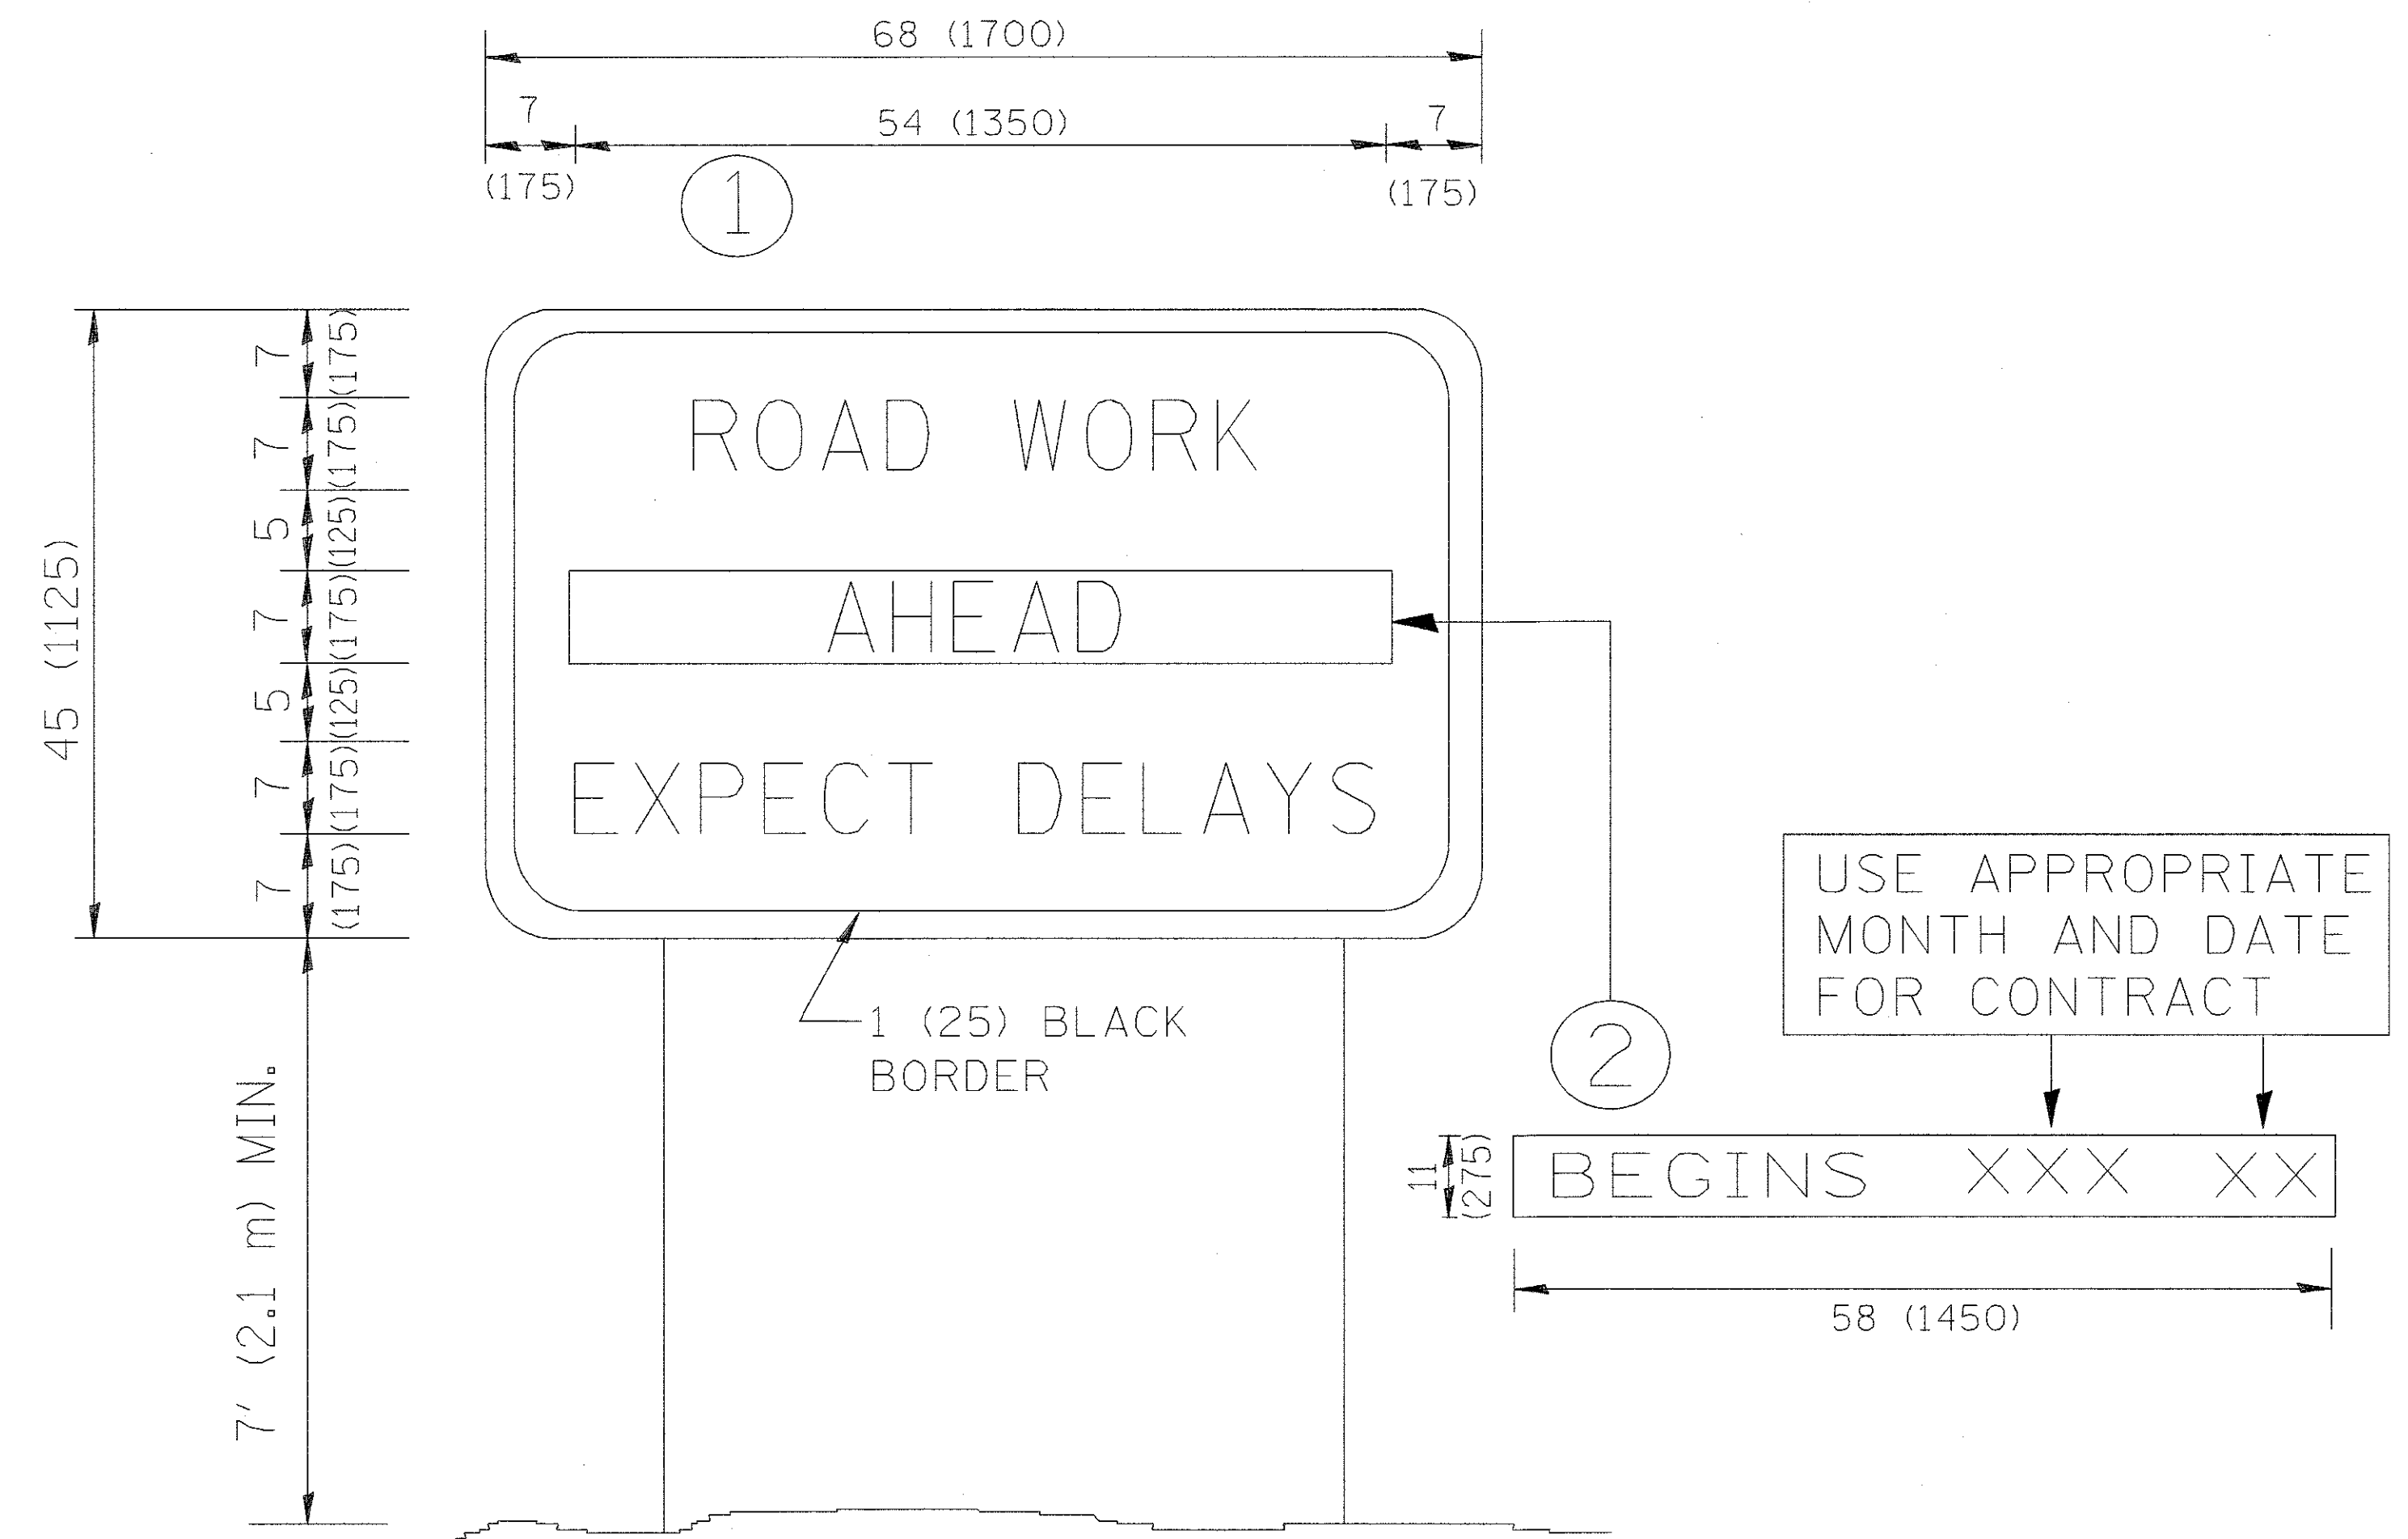 68 (1700)
7
54 (1350)
7
(175)
(175)
1
45 (1125)
7
(175)
7
(175)
5
(125)
7
(175)
5
(125)
7
(175)
7
(175)
ROAD WORK
AHEAD
EXPECT DELAYS
1 (25) BLACK
BORDER
7' (2.1 m) MIN.
USE APPROPRIATE
MONTH AND DATE
FOR CONTRACT
2
11
(275)
BEGINS XXX XX
58 (1450)